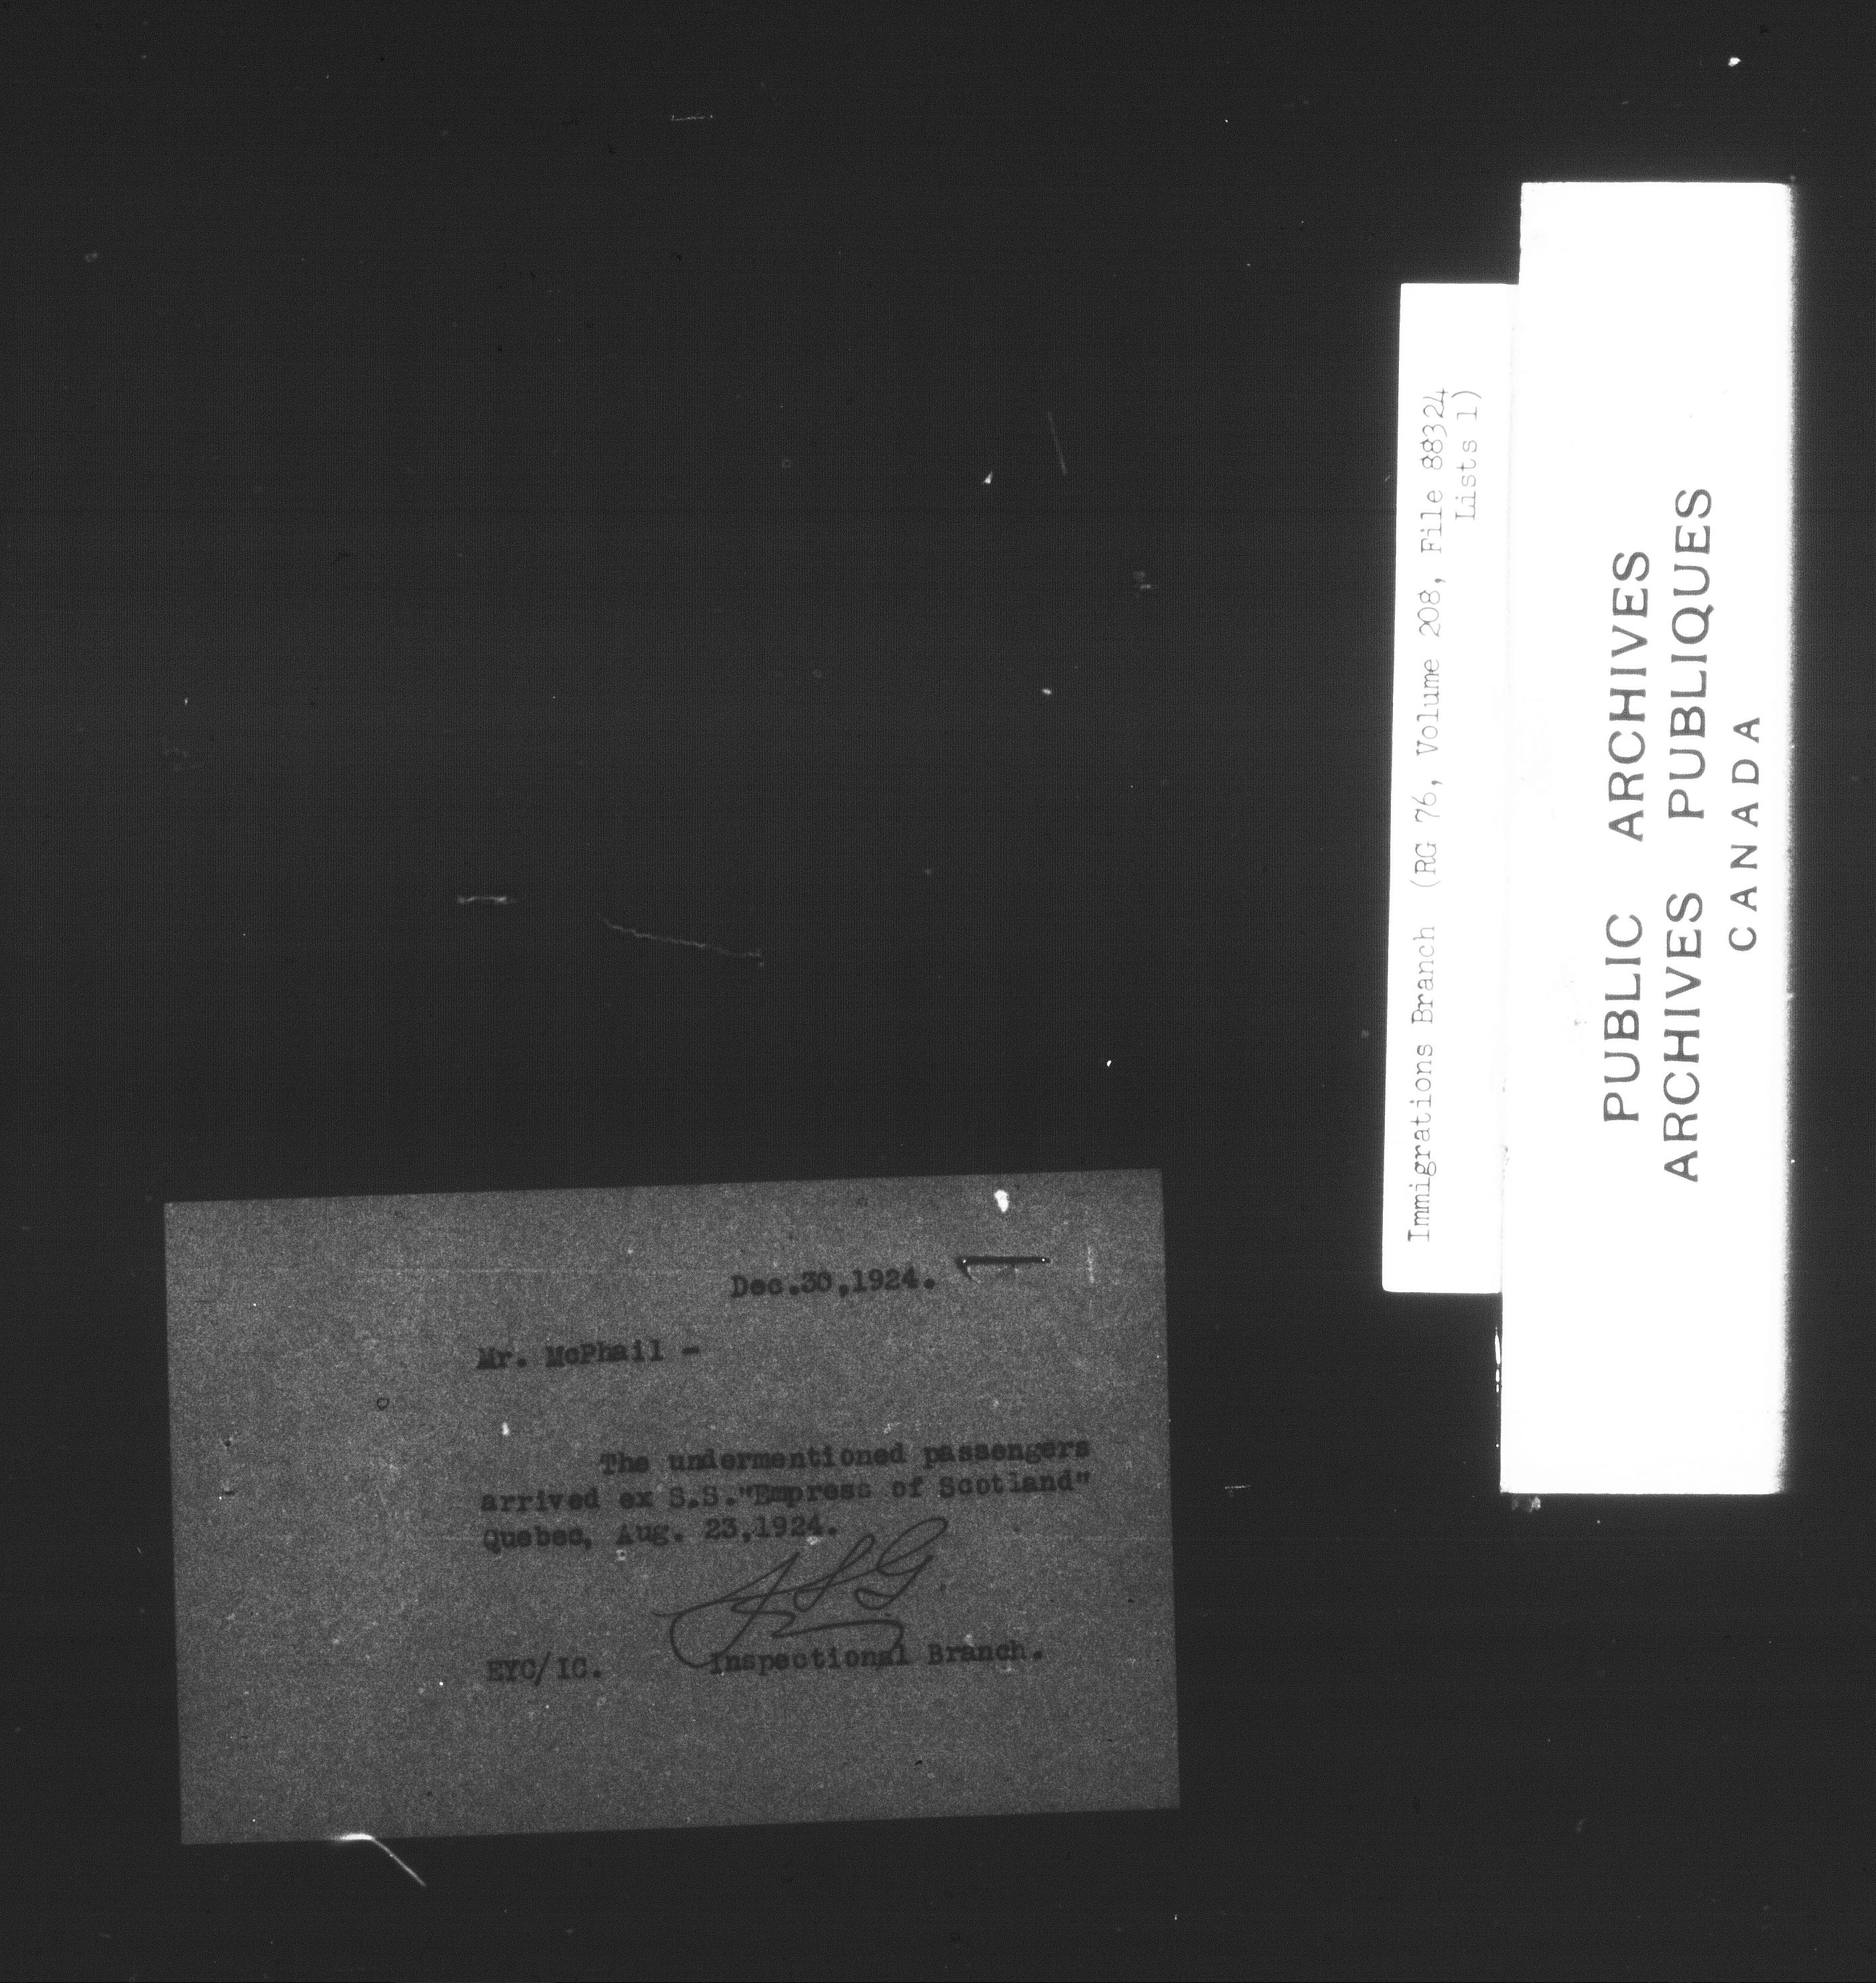 Dec.30,1924.
Mr. McPhail -
The undermentioned passengers
arrived ex S.S."Empress of Scotland"
Quebec, Aug. 23,1924.
EYC/IC. Inspectional Branch.
Immigrations Branch (RG 76, Volume 208, File 88324
Lists 1)
PUBLIC ARCHIVES
ARCHIVES PUBLIQUES
CANADA